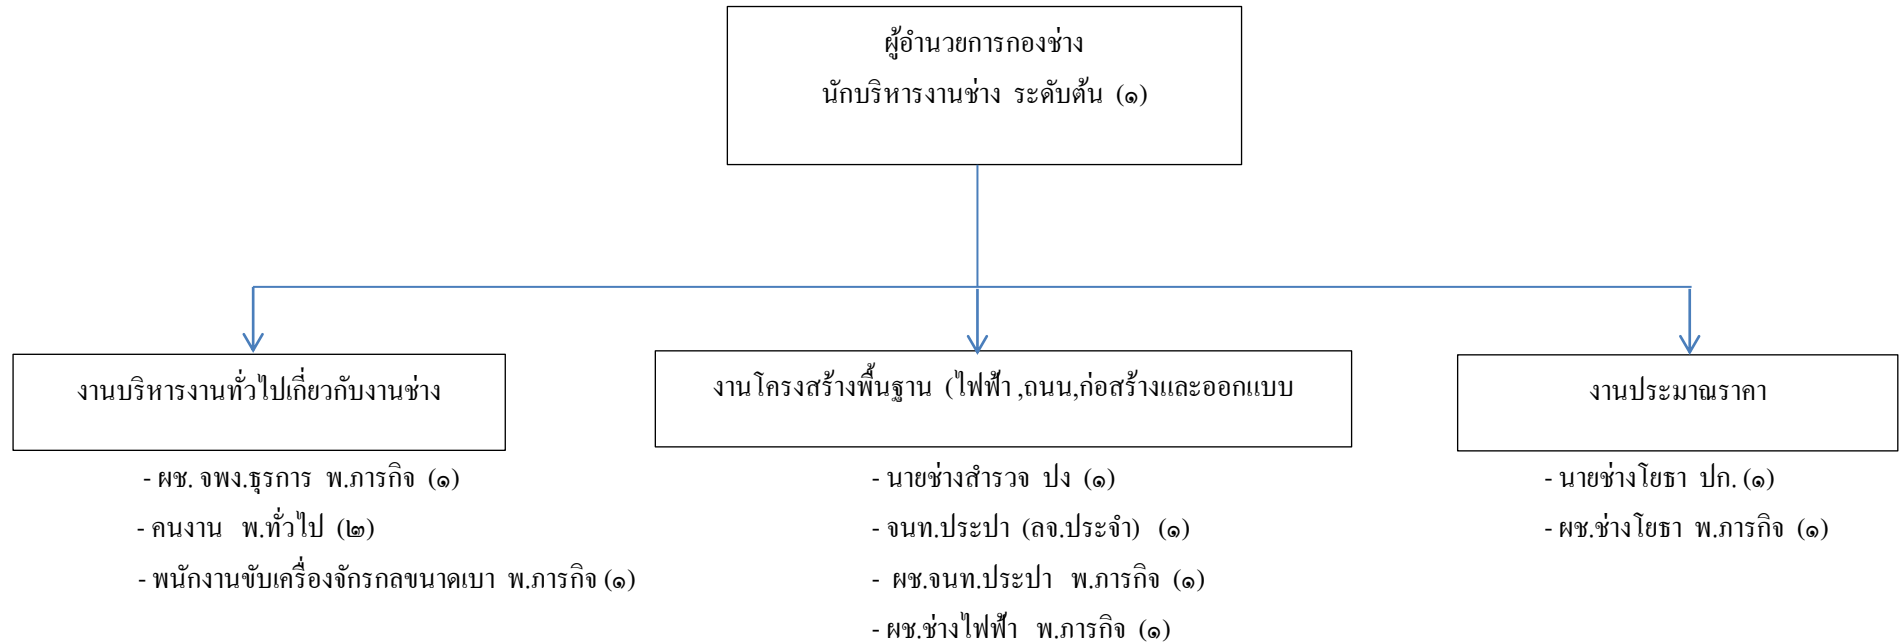 ผู้อำนวยการกองช่าง
นักบริหารงานช่าง ระดับต้น (๑)
งานบริหารงานทั่วไปเกี่ยวกับงานช่าง
- ผช. จพง.ธุรการ พ.ภารกิจ (๑)
- คนงาน พ.ทั่วไป (๒)
- พนักงานขับเครื่องจักรกลขนาดเบา พ.ภารกิจ (๑)
งานโครงสร้างพื้นฐาน (ไฟฟ้า ,ถนน,ก่อสร้างและออกแบบ
- นายช่างสำรวจ ปง (๑)
- จนท.ประปา (ลจ.ประจำ) (๑)
- ผช.จนท.ประปา พ.ภารกิจ (๑)
- ผช.ช่างไฟฟ้า พ.ภารกิจ (๑)
งานประมาณราคา
- นายช่างโยธา ปก. (๑)
- ผช.ช่างโยธา พ.ภารกิจ (๑)